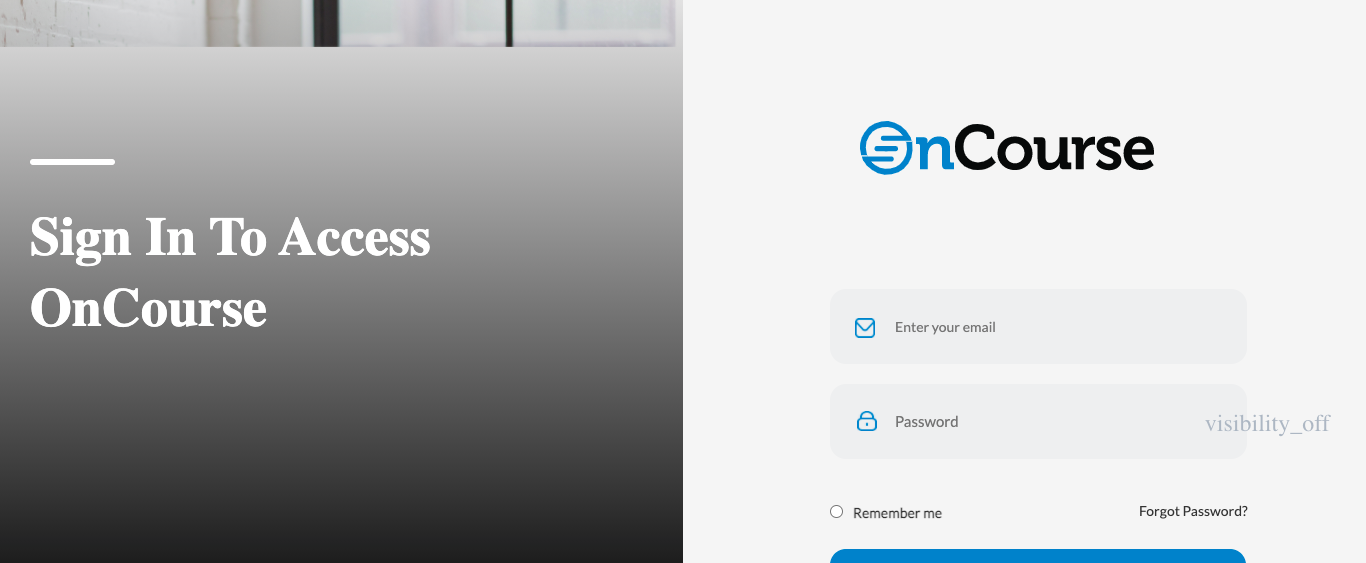 Sign In To Access
OnCourse
OnCourse
Enter your email
Password
visibility_off
Remember me
Forgot Password?